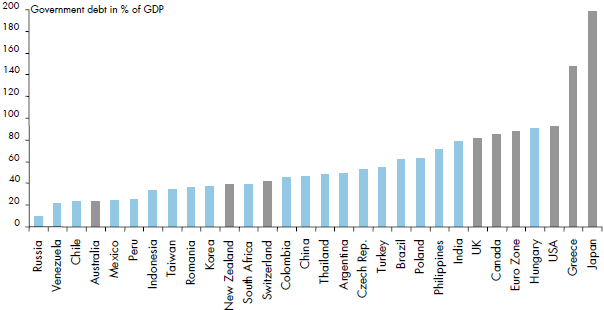 Government debt in % of GDP
200
180
160
140
120
100
80
60
40
20
0
Russia
Venezuela
Chile
Australia
Mexico
Peru
Indonesia
Taiwan
Romania
Korea
New Zealand
South Africa
Switzerland
Colombia
China
Thailand
Argentina
Czech Rep.
Turkey
Brazil
Poland
Philippines
India
UK
Canada
Euro Zone
Hungary
USA
Greece
Japan